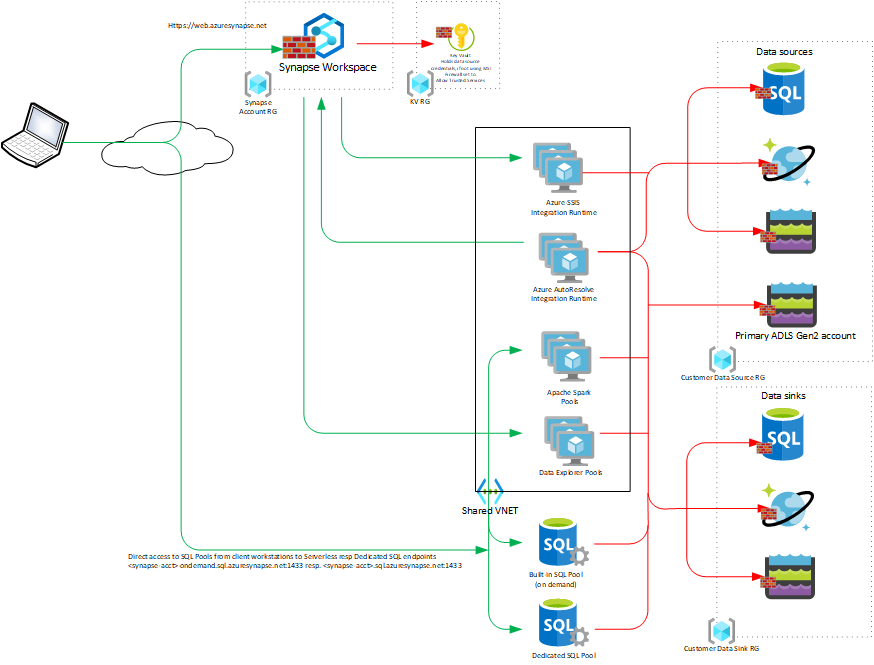 Https://web.azuresynapse.net
Synapse Workspace
Synapse
Account RG
Key Vault
Holds data source
credentials, if not using MSI
Firewall set to
Allow Trusted Services
KV RG
Data sources
SQL
Azure SSIS
Integration Runtime
Azure AutoResolve
Integration Runtime
Primary ADLS Gen2 account
Customer Data Source RG
Apache Spark
Pools
Data sinks
SQL
Data Explorer Pools
Shared VNET
Direct access to SQL Pools from client workstations to Serverless resp Dedicated SQL endpoints
<synapse-acct> ondemand.sql.azuresynapse.net:1433 resp. <synapse-acct>.sql.azuresynapse.net:1433
SQL
Built-in SQL Pool
(on demand)
SQL
Dedicated SQL Pool
Customer Data Sink RG